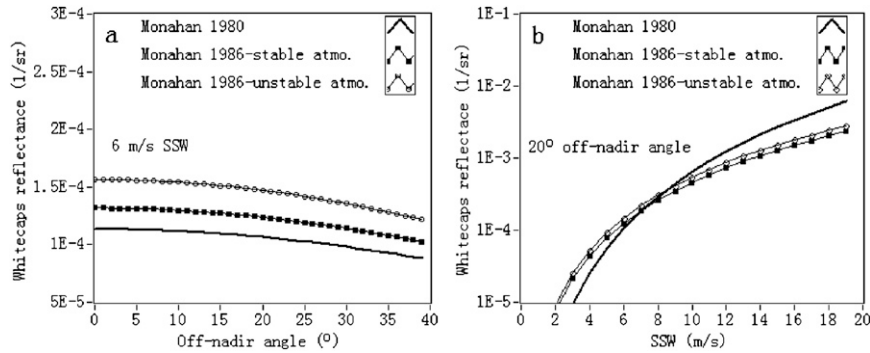 a
Monahan 1980
Monahan 1986-stable atmo.
Monahan 1986-unstable atmo.
6 m/s SSW
Whitecaps reflectance (1/sr)
3E-4
2.5E-4
2E-4
1.5E-4
1E-4
5E-5
0 5 10 15 20 25 30 35 40
Off-nadir angle (º)
b
Monahan 1980
Monahan 1986-stable atmo.
Monahan 1986-unstable atmo.
20º off-nadir angle
Whitecaps reflectace (1/sr)
1E-1
1E-2
1E-3
1E-4
1E-5
0 2 4 6 8 10 12 14 16 18 20
SSW (m/s)